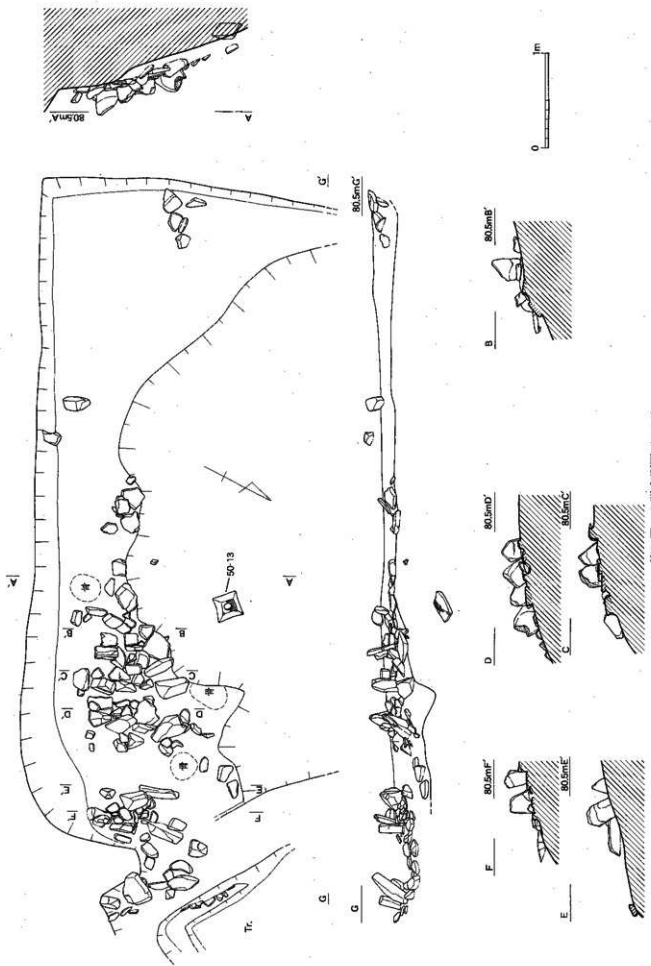 80.5mA'
A
1m
0
G'
80.5mG'
80.5mB'
B
50-13
A'
A
B'
B
C'
C
D'
D
E'
E
F'
F
Tr.
G
G
80.5mD'
D
80.5mC'
C
80.5mF'
F
80.5mE'
E